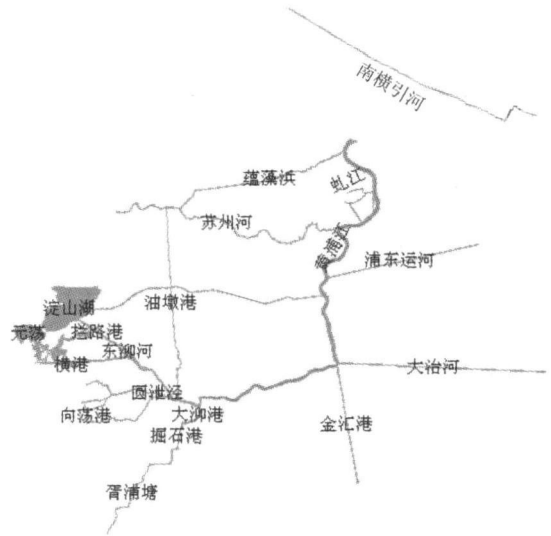 南横引河
蕴藻浜
虬江
苏州河
黄浦江
浦东运河
淀山湖
油墩港
元荡
拦路港
东泖河
横港
大治河
圆泄泾
向荡港
大泖港
金汇港
掘石港
胥浦塘